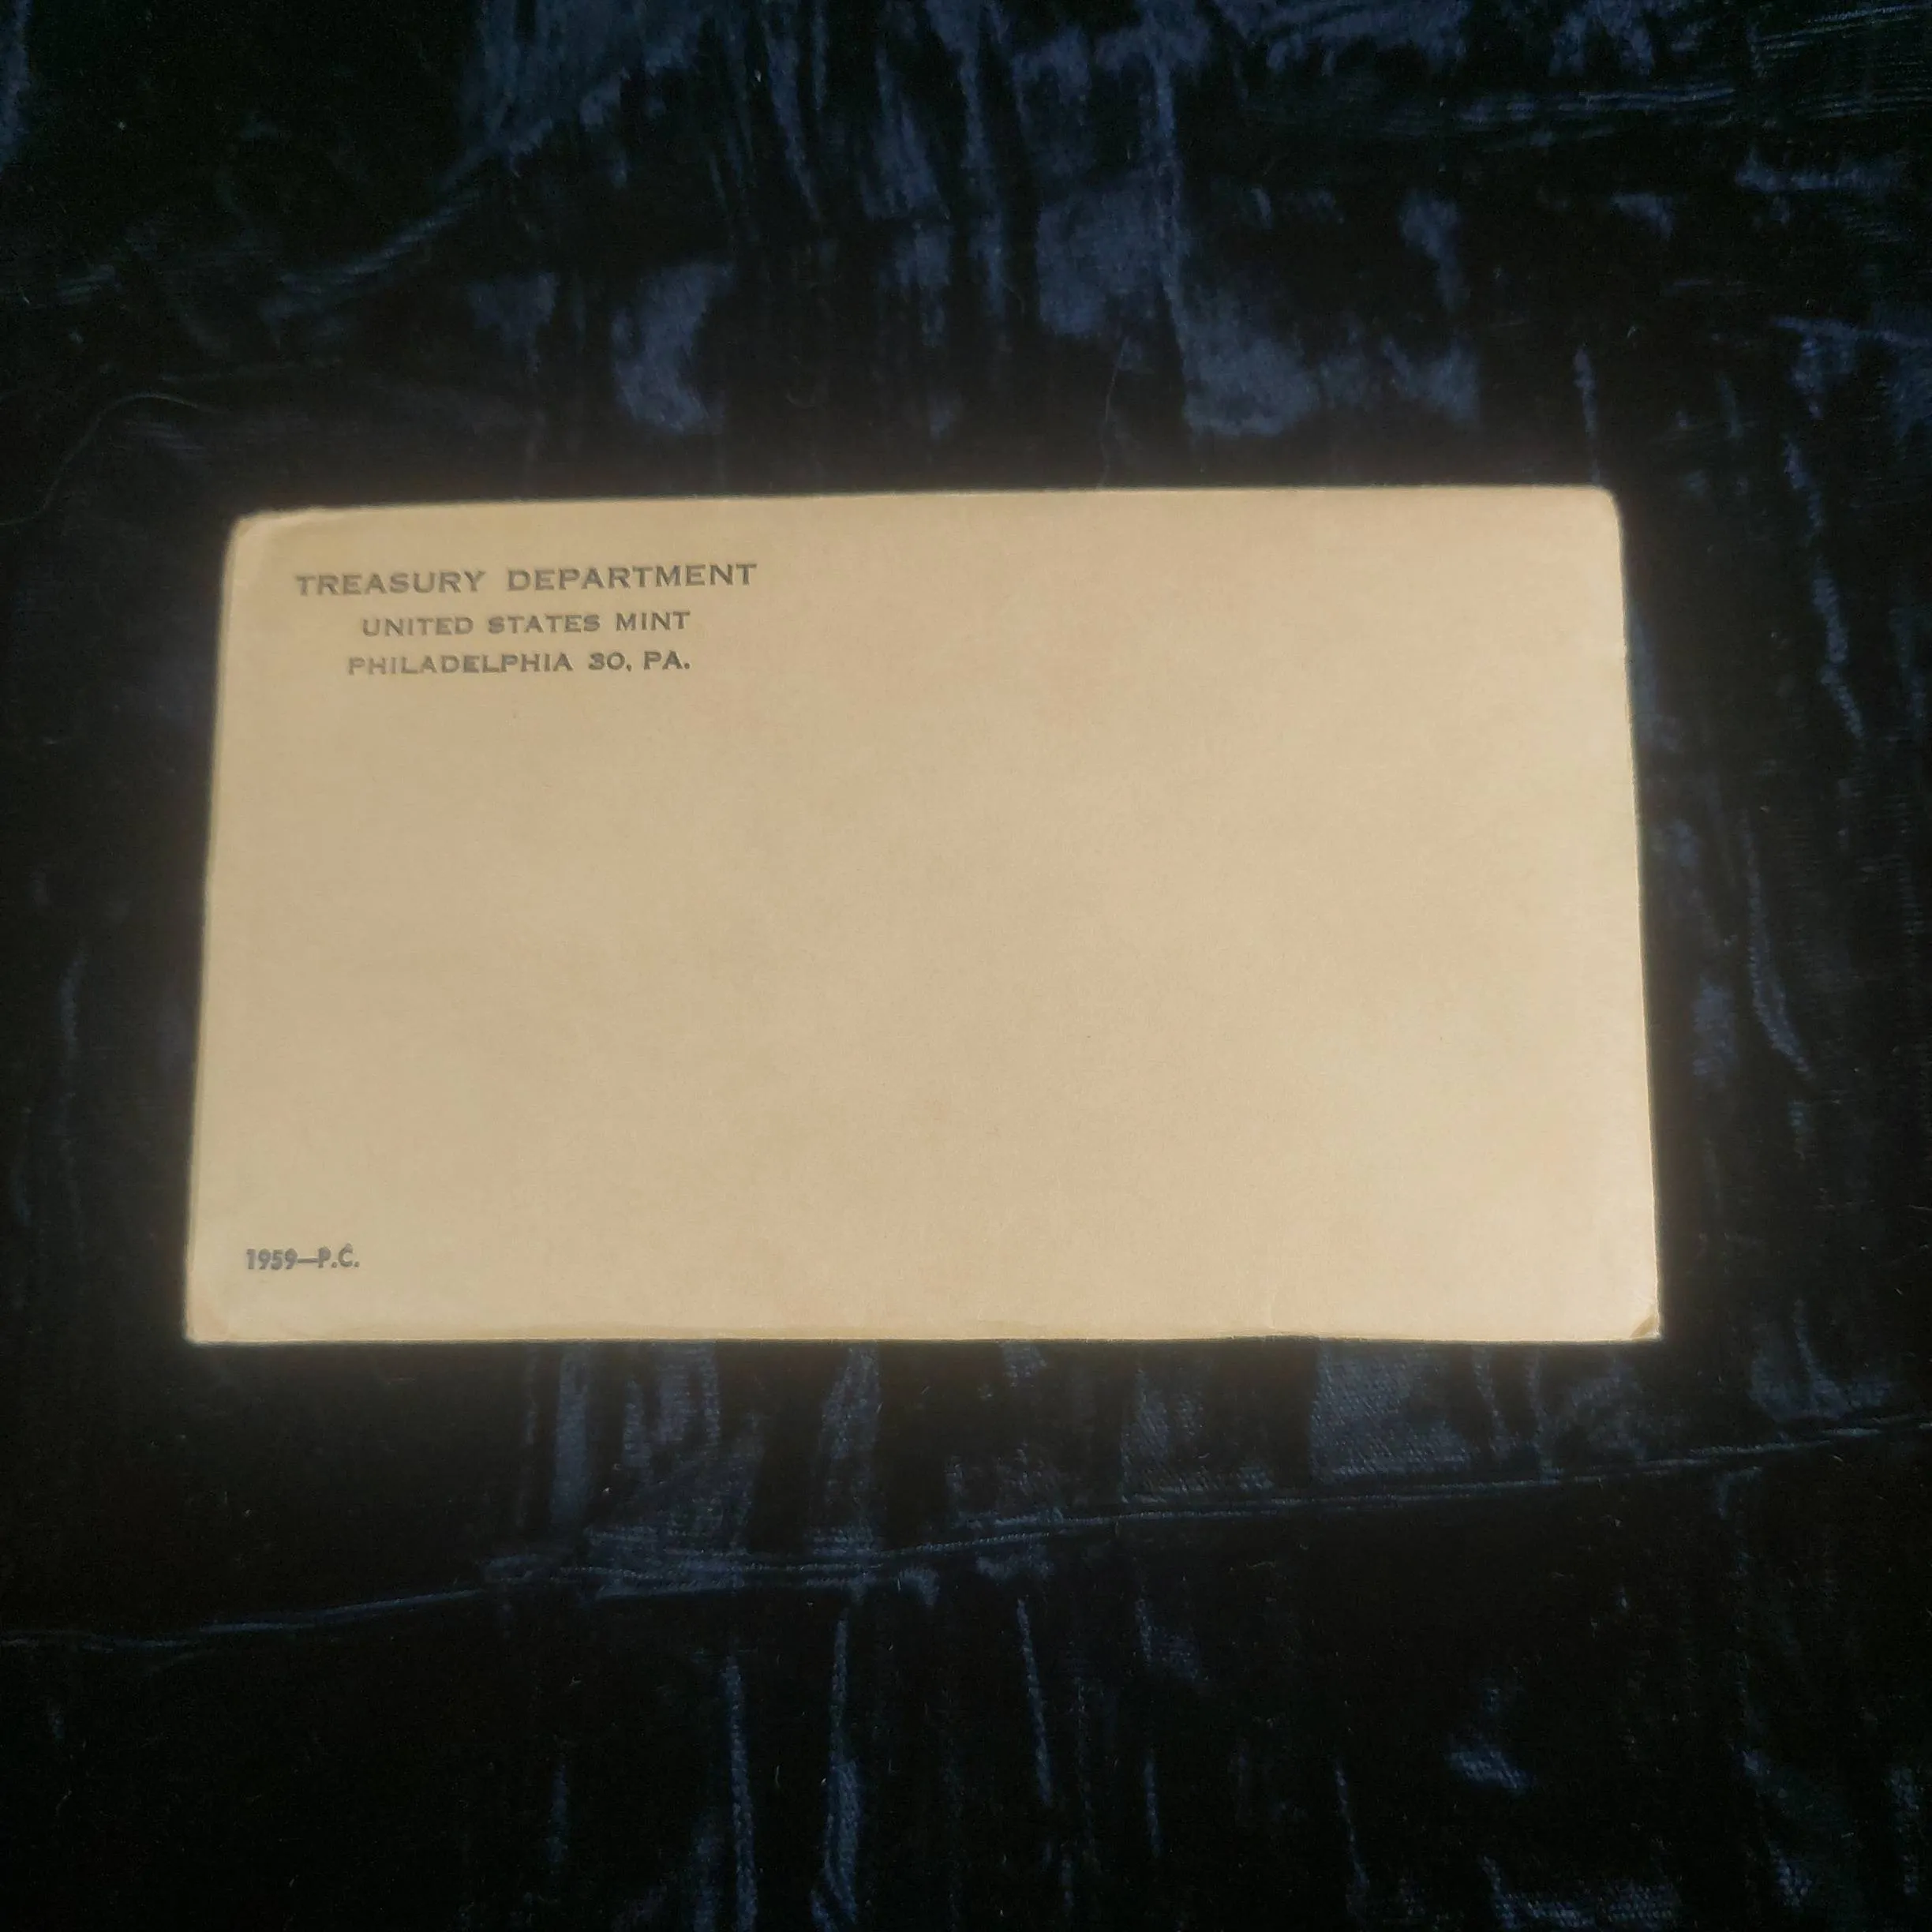 TREASURY DEPARTMENT
UNITED STATES MINT
PHILADELPHIA 30, PA.
1959—P.C.